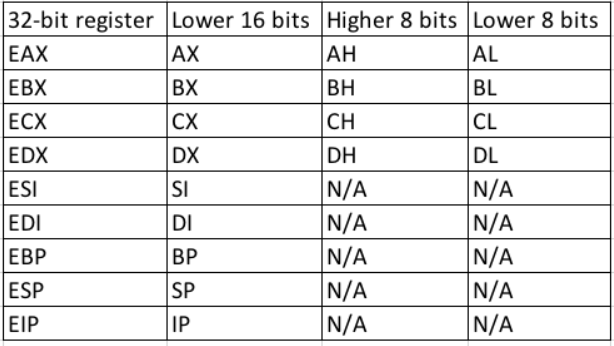 32-bit register Lower 16 bits Higher 8 bits Lower 8 bits
EAX AX AH AL
EBX BX BH BL
ECX CX CH CL
EDX DX DH DL
ESI SI N/A N/A
EDI DI N/A N/A
EBP BP N/A N/A
ESP SP N/A N/A
EIP IP N/A N/A